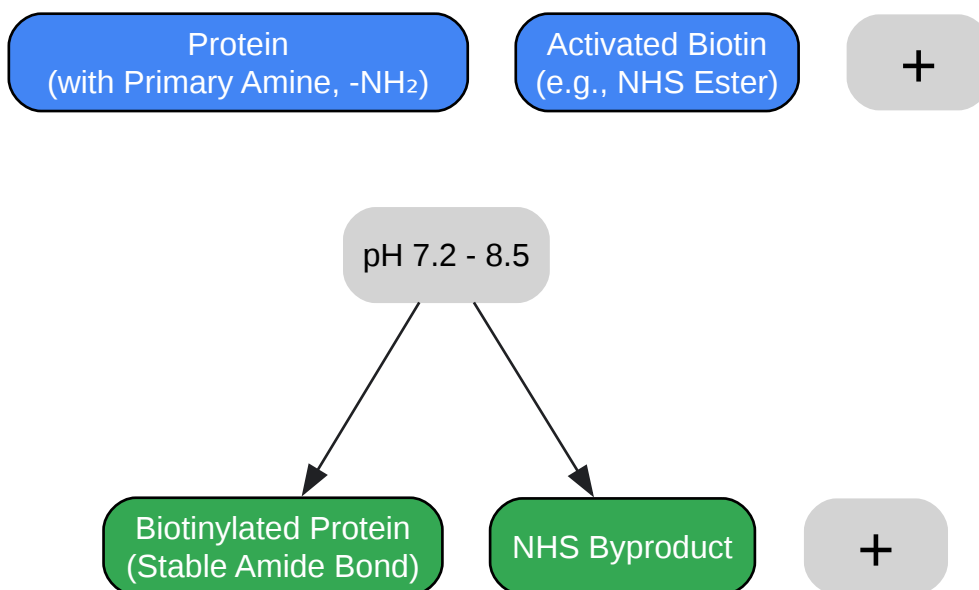 Protein
(with Primary Amine, -NH₂)
Activated Biotin
(e.g., NHS Ester)
+
pH 7.2 - 8.5
Biotinylated Protein
(Stable Amide Bond)
NHS Byproduct
+